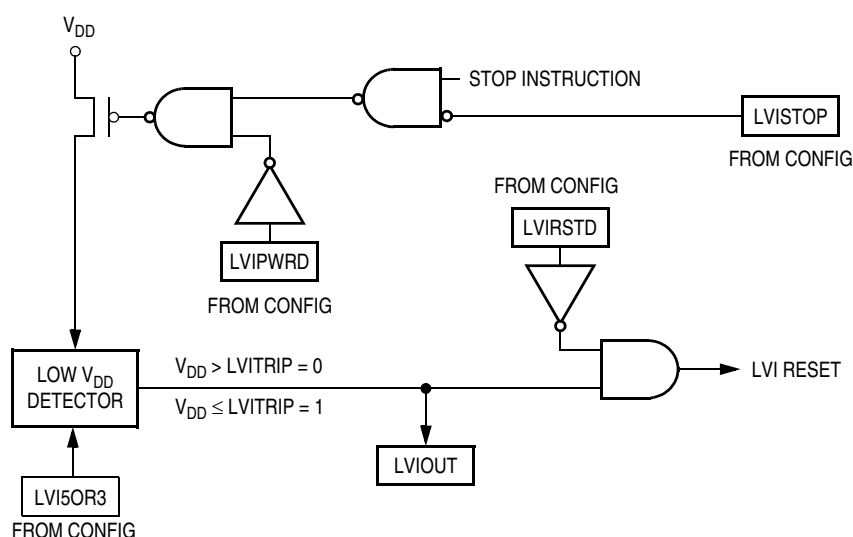 VDD
STOP INSTRUCTION
LVISTOP
FROM CONFIG
FROM CONFIG
LVIRSTD
LVIPWRD
FROM CONFIG
LOW VDD
DETECTOR
VDD > LVITRIP = 0
VDD ≤ LVITRIP = 1
LVI RESET
LVIOUT
LVI5OR3
FROM CONFIG